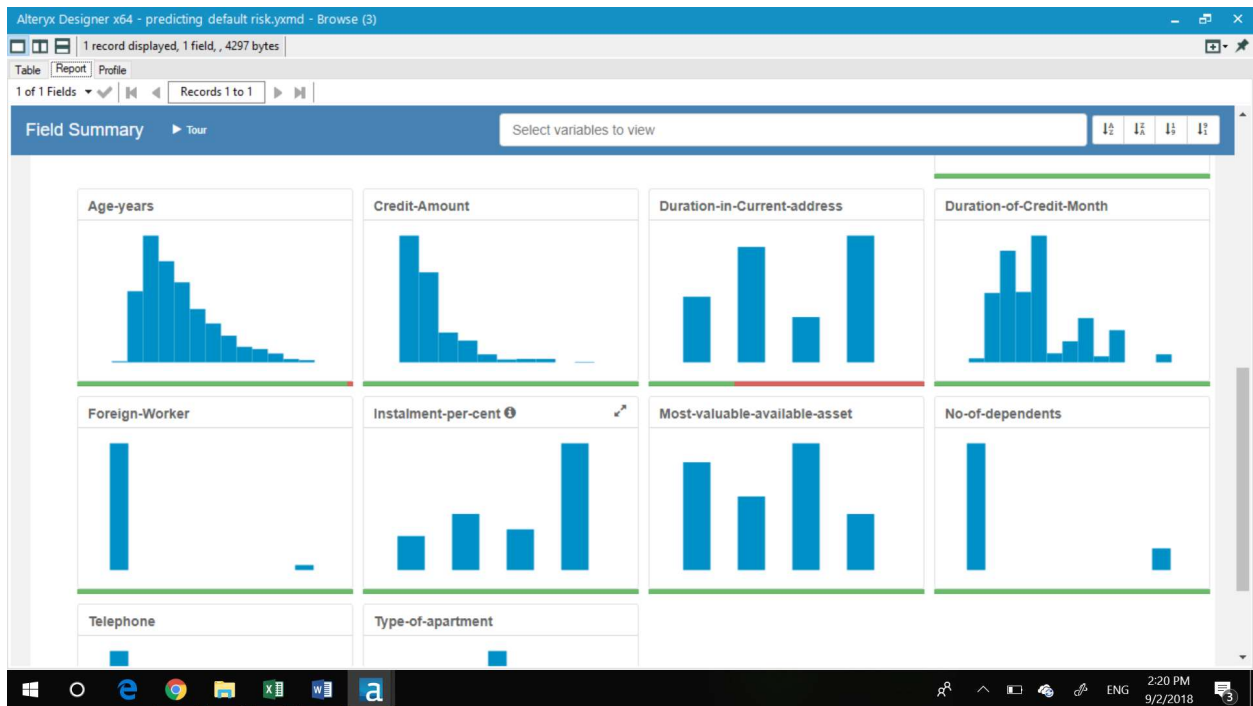 Alteryx Designer x64 - predicting default risk.yxmd - Browse (3)
1 record displayed, 1 field, , 4297 bytes
Table Report Profile
1 of 1 Fields Records 1 to 1
Field Summary Tour Select variables to view
Age-years Credit-Amount Duration-in-Current-address Duration-of-Credit-Month
Foreign-Worker Instalment-per-cent Most-valuable-available-asset No-of-dependents
Telephone Type-of-apartment
ENG 2:20 PM
9/2/2018 3